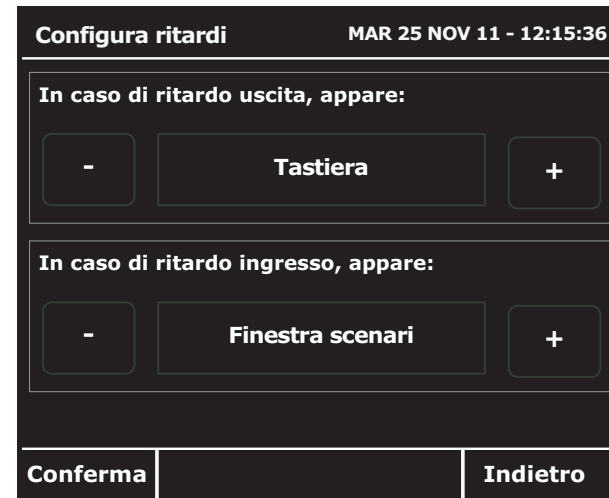 Configura ritardi MAR 25 NOV 11 - 12:15:36
In caso di ritardo uscita, appare:
- Tastiera +
In caso di ritardo ingresso, appare:
- Finestra scenari +
Conferma Indietro